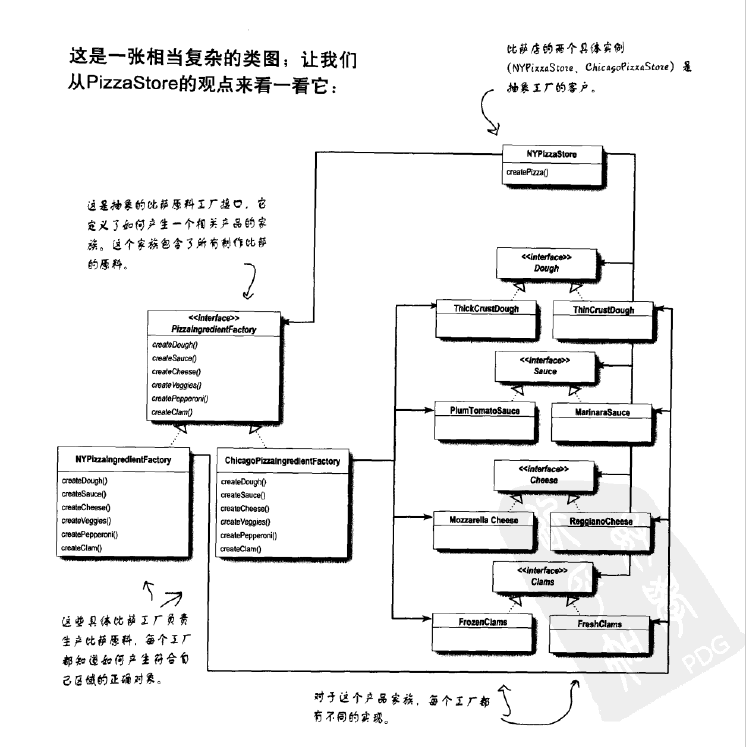 这是一张相当复杂的类图；让我们
从PizzaStore的观点来看一看它：
比萨店的两个具体实例
(NYPizzaStore、ChicagoPizzaStore) 是
抽象工厂的客户。
NYPizzaStore
createPizza()
这是抽象的比萨原料工厂接口，它
定义了如何产生一个相关产品的家
族。这个家族包含了所有制作比萨
的原料。
<<interface>>
Dough
ThickCrustDough
ThinCrustDough
<<interface>>
PizzaIngredientFactory
createDough()
createSauce()
createCheese()
createVeggies()
createPepperoni()
createClam()
<<interface>>
Sauce
PlumTomatoSauce
MarinaraSauce
NYPizzaIngredientFactory
createDough()
createSauce()
createCheese()
createVeggies()
createPepperoni()
createClam()
ChicagoPizzaIngredientFactory
createDough()
createSauce()
createCheese()
createVeggies()
createPepperoni()
createClam()
<<interface>>
Cheese
Mozzarella Cheese
ReggianoCheese
<<interface>>
Clams
FrozenClams
FreshClams
这些具体比萨工厂负责
生产比萨原料，每个工厂
都知道如何产生符合自
己区域的正确对象。
对于这个产品家族，每个工厂都
有不同的实现。
PDG